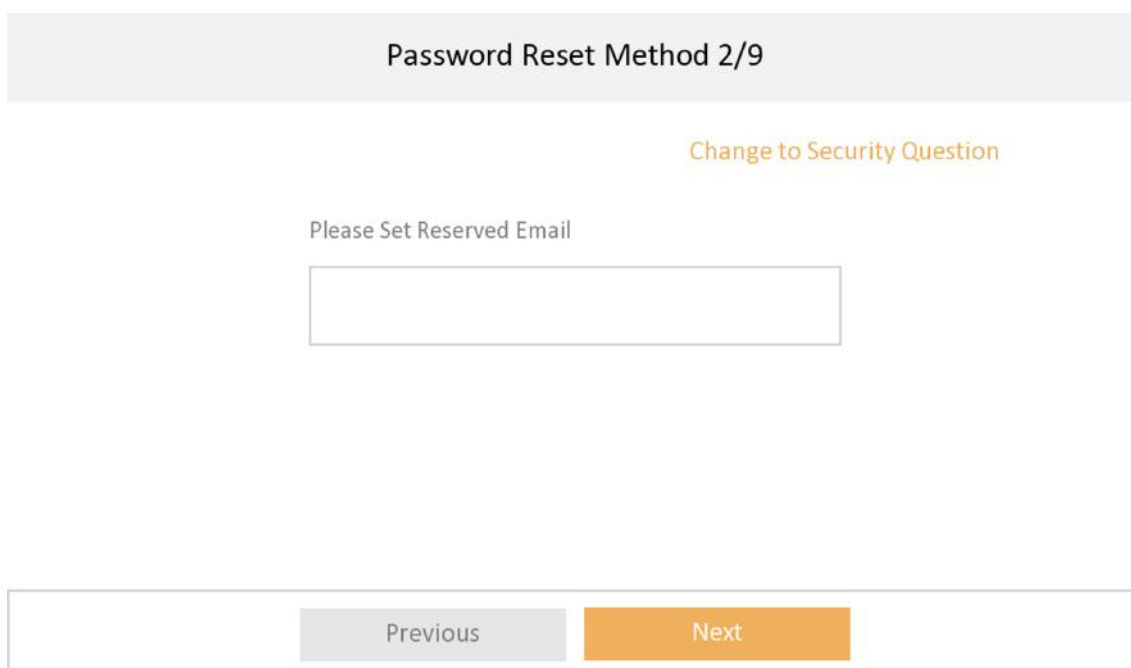 Password Reset Method 2/9
Change to Security Question
Please Set Reserved Email
Previous
Next